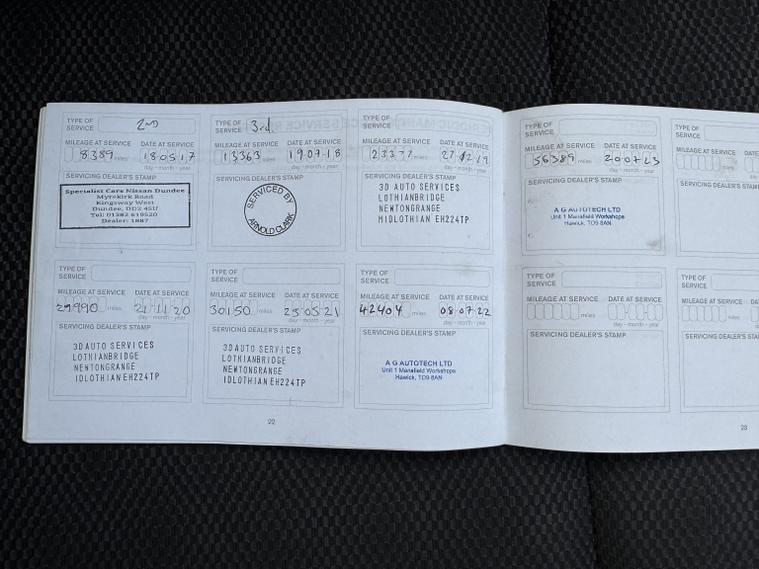 TYPE OF SERVICE 2ND
MILEAGE AT SERVICE DATE AT SERVICE
8389 miles 180517
day - month - year
SERVICING DEALER'S STAMP
Specialist Cars Nissan Dundee
Myrekirk Road
Kingsway West
Dundee, DD2 4SU
Tel: 01382 619520
Dealer: 1887
TYPE OF SERVICE 3rd
MILEAGE AT SERVICE DATE AT SERVICE
13363 miles 190718
day - month - year
SERVICING DEALER'S STAMP
SERVICED BY
ARNOLD CLARK
TYPE OF SERVICE
MILEAGE AT SERVICE DATE AT SERVICE
miles
day - month - year
SERVICING DEALER'S STAMP
3D AUTO SERVICES
LOTHIANBRIDGE
NEWTONGRANGE
MIDLOTHIAN EH224TP
TYPE OF SERVICE
MILEAGE AT SERVICE DATE AT SERVICE
29990 miles 21 11 20
day - month - year
SERVICING DEALER'S STAMP
3D AUTO SERVICES
LOTHIANBRIDGE
NEWTONGRANGE
IDLOTHIAN EH224TP
TYPE OF SERVICE
MILEAGE AT SERVICE DATE AT SERVICE
30150 miles 250521
day - month - year
SERVICING DEALER'S STAMP
3D AUTO SERVICES
LOTHIANBRIDGE
NEWTONGRANGE
IDLOTHIAN EH224TP
TYPE OF SERVICE
MILEAGE AT SERVICE DATE AT SERVICE
42404 miles 080722
day - month - year
SERVICING DEALER'S STAMP
A G AUTOTECH LTD
Unit 1 Mansfield Workshops
Hawick, TD9 8AN
22
TYPE OF SERVICE
MILEAGE AT SERVICE DATE AT SERVICE
56389 miles 200723
day - month - year
SERVICING DEALER'S STAMP
A G AUTOTECH LTD
Unit 1 Mansfield Workshops
Hawick, TD9 8AN
TYPE OF SERVICE
MILEAGE AT SERVICE DATE
miles
day
SERVICING DEALER'S STAMP
TYPE OF SERVICE
MILEAGE AT SERVICE DATE AT SERVICE
miles
day - month - year
SERVICING DEALER'S STAMP
TYPE OF SERVICE
MILEAGE AT SERVICE DATE
miles
day
SERVICING DEALER'S STAMP
23